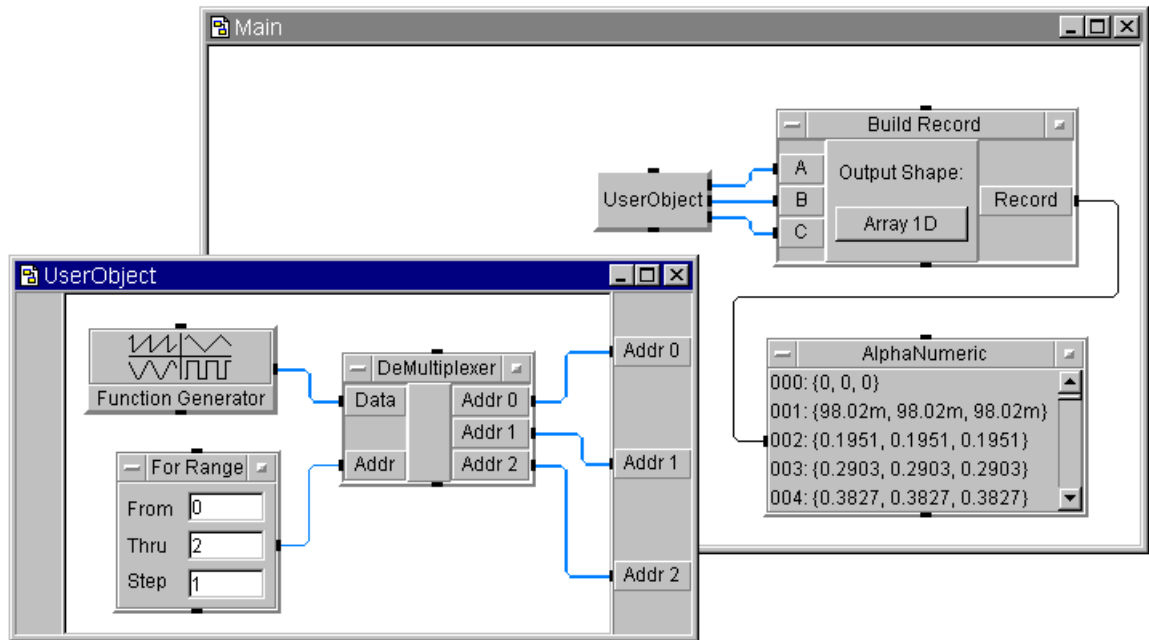 Main
Build Record
A
Output Shape:
UserObject
B
Record
C
Array 1D
UserObject
AlphaNumeric
000: {0, 0, 0}
001: {98.02m, 98.02m, 98.02m}
002: {0.1951, 0.1951, 0.1951}
003: {0.2903, 0.2903, 0.2903}
004: {0.3827, 0.3827, 0.3827}
Function Generator
DeMultiplexer
Data
Addr 0
Addr 1
Addr
Addr 2
For Range
From 0
Thru 2
Step 1
Addr 0
Addr 1
Addr 2